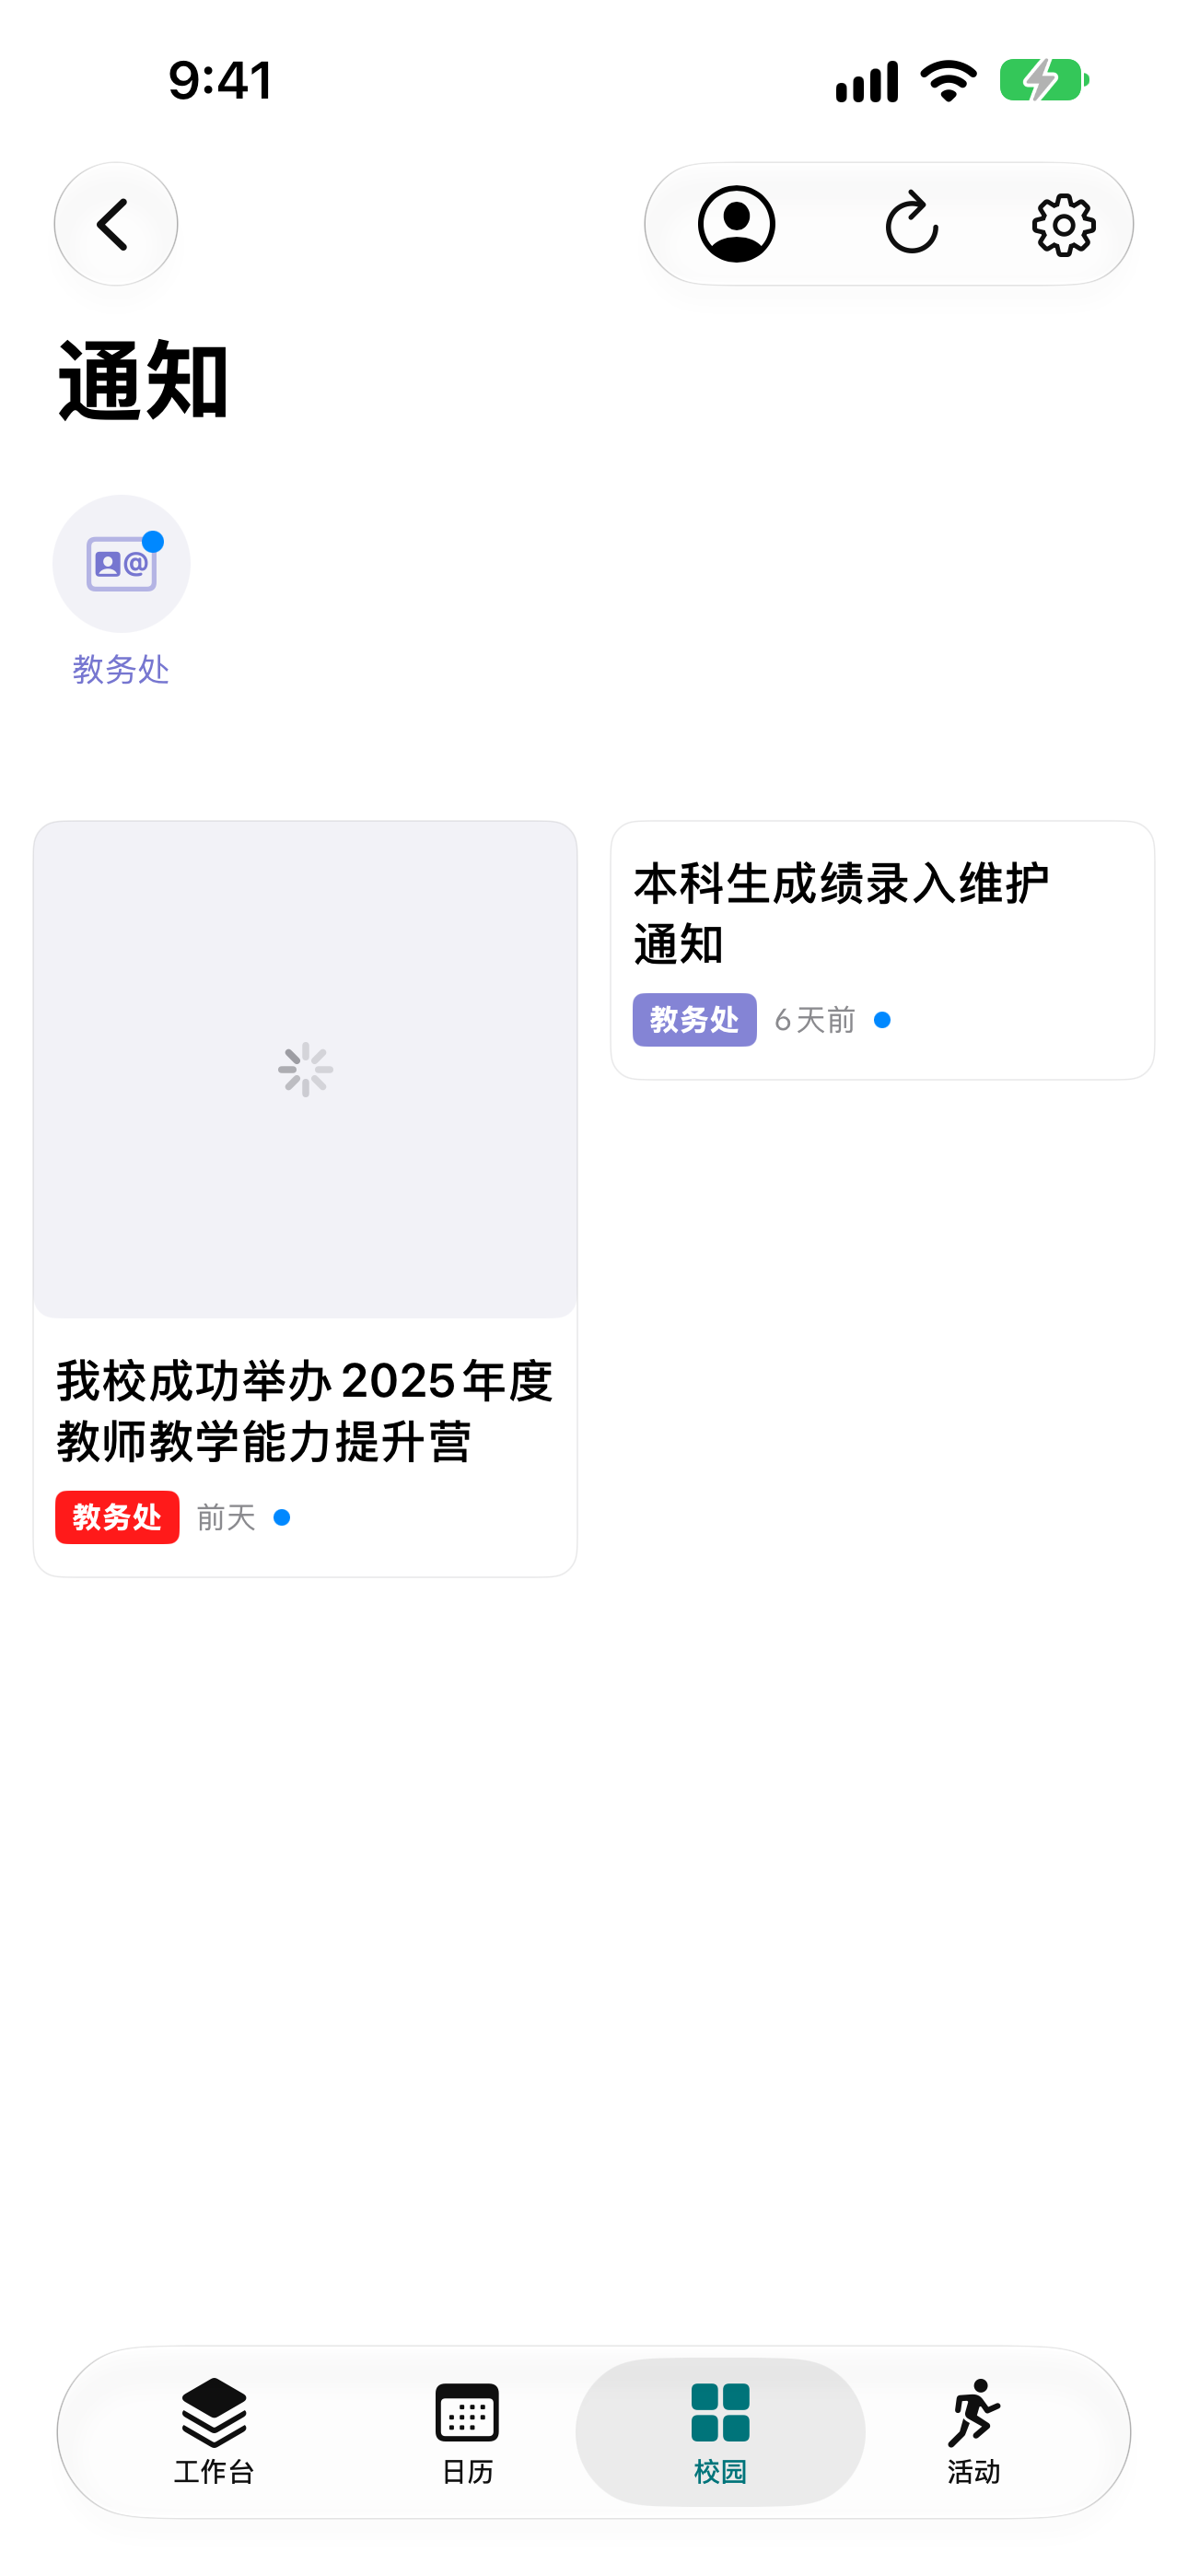 9:41
通知
@
教务处
我校成功举办 2025 年度
教师教学能力提升营
教务处 前天
本科生成绩录入维护
通知
教务处 6 天前
工作台 日历 校园 活动